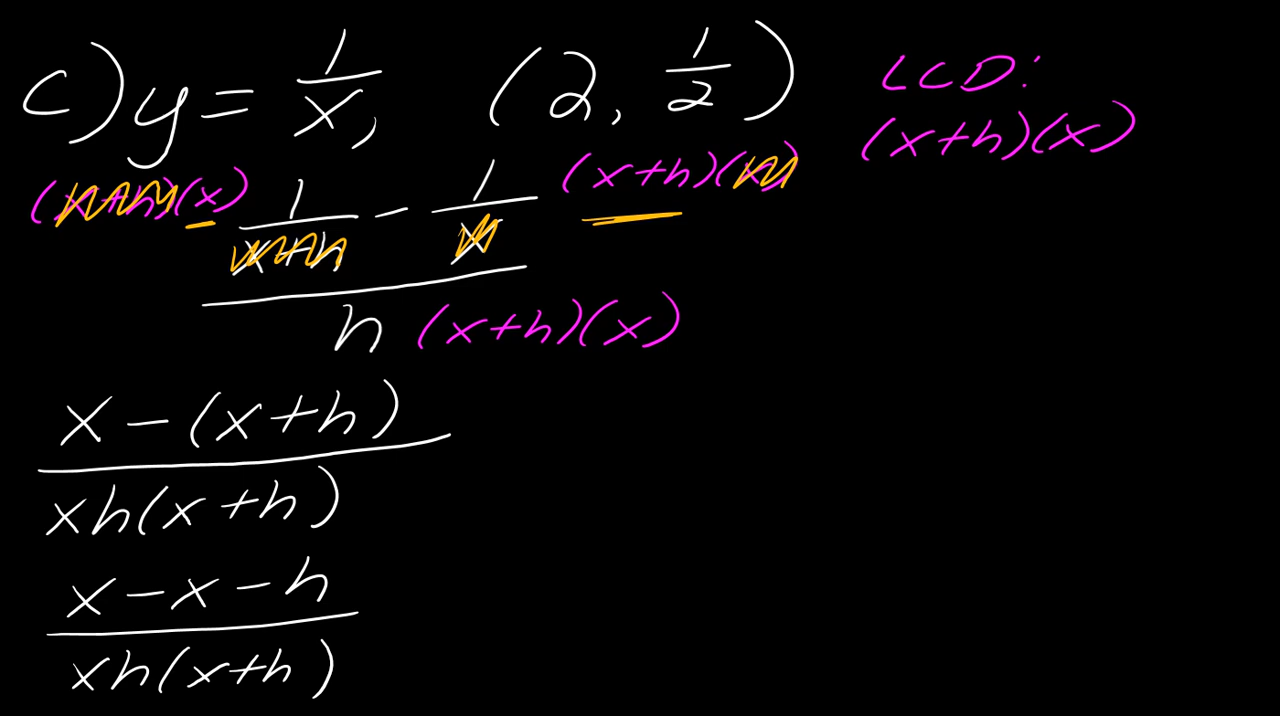 c) y = 1/x, (2, 1/2) LCD:
(x+h)(x)
(x+h)(x) 1/(x+h) - 1/x (x+h)(x)
h (x+h)(x)
x - (x+h)
xh(x+h)
x - x - h
xh(x+h)